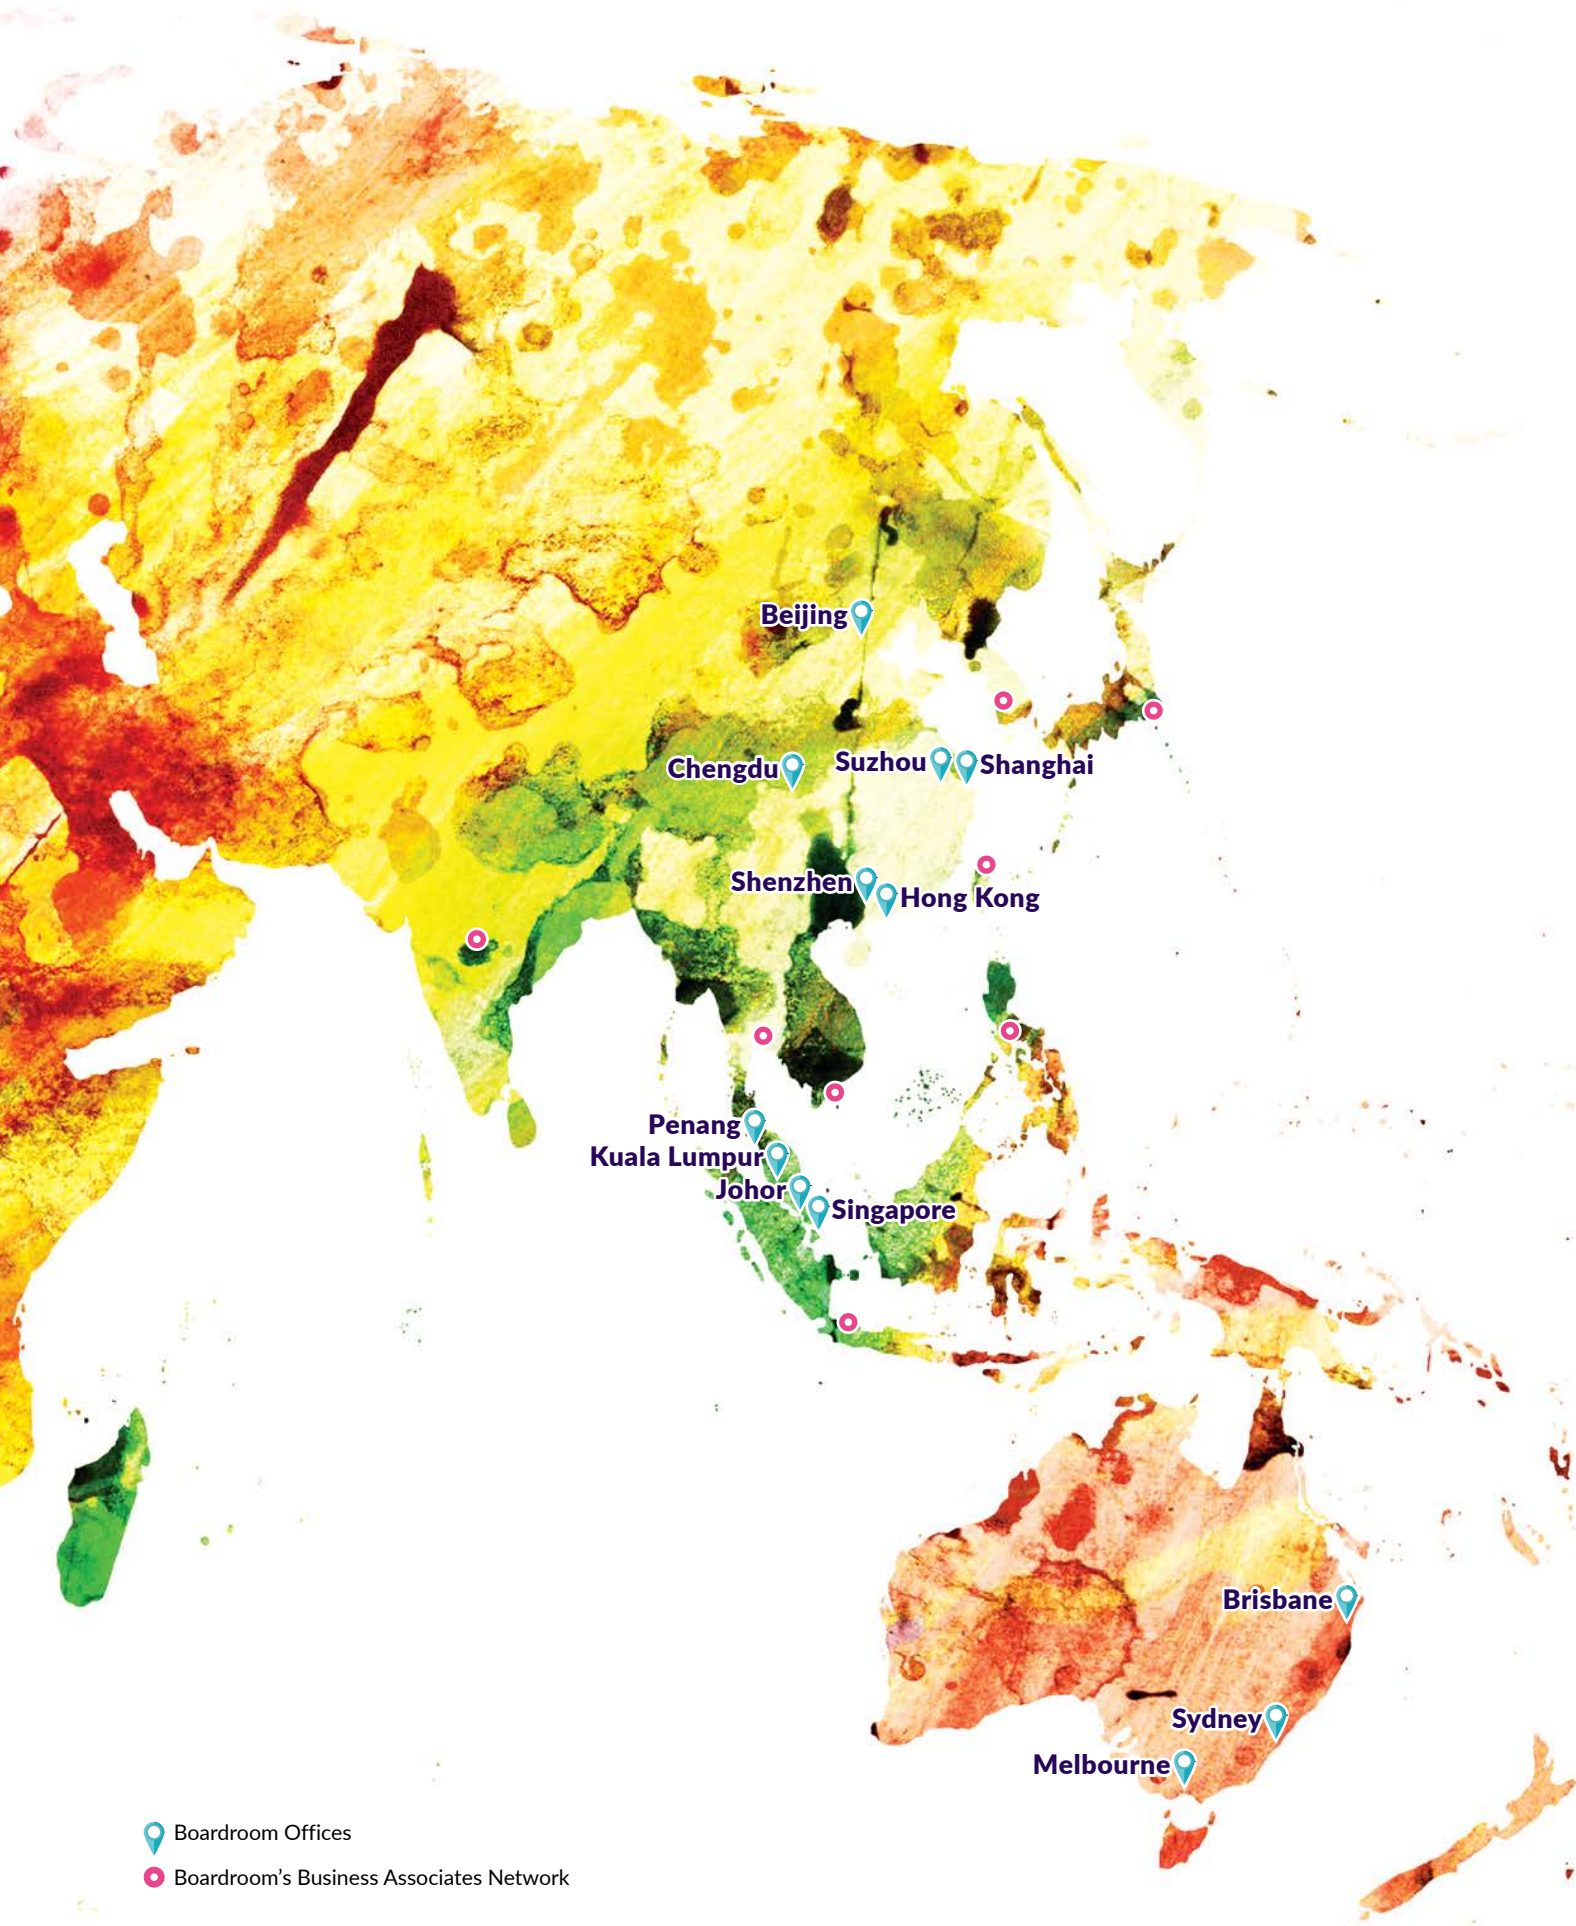 Beijing
Chengdu
Suzhou
Shanghai
Shenzhen
Hong Kong
Penang
Kuala Lumpur
Johor
Singapore
Brisbane
Sydney
Melbourne
Boardroom Offices
Boardroom’s Business Associates Network